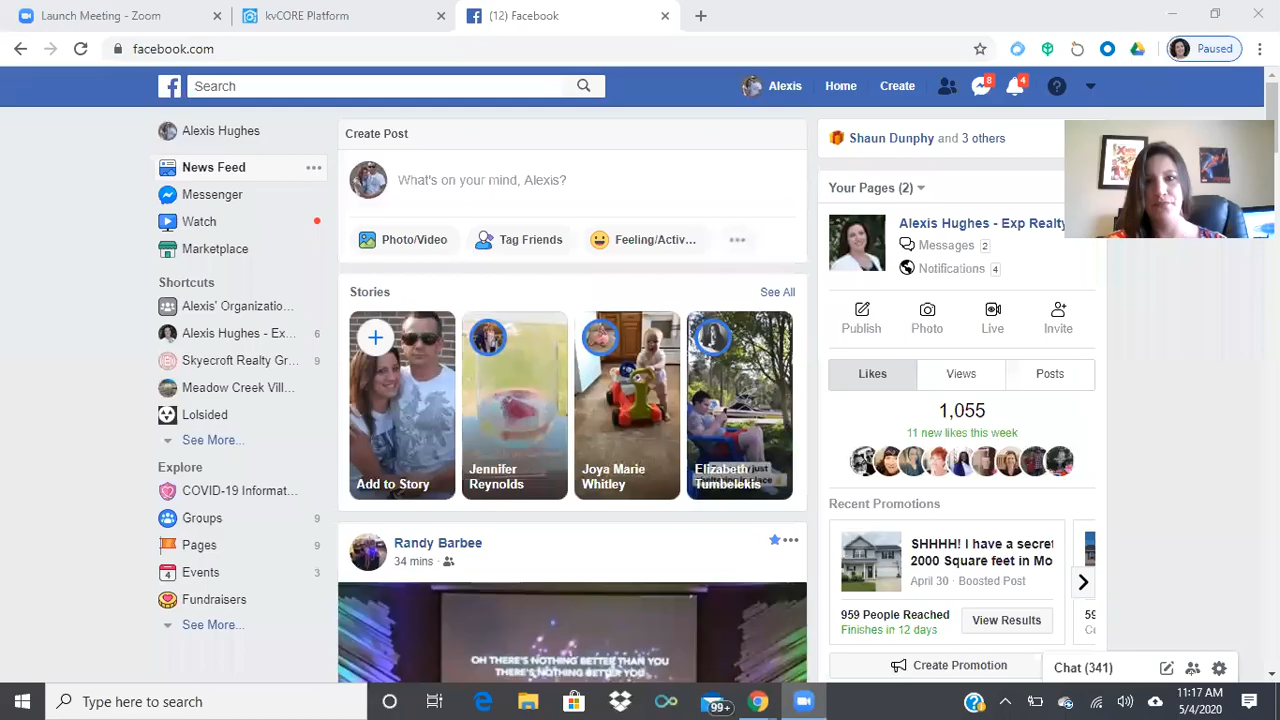 Launch Meeting - Zoom
kvCORE Platform
(12) Facebook
facebook.com
Paused
Search
Alexis
Home
Create
8
4
Alexis Hughes
News Feed
Messenger
Watch
Marketplace
Shortcuts
Alexis' Organizatio...
Alexis Hughes - Ex... 6
Skyecroft Realty Gr... 9
Meadow Creek Vill...
Lolsided
See More...
Explore
COVID-19 Informat...
Groups 9
Pages 9
Events 3
Fundraisers
See More...
Create Post
What's on your mind, Alexis?
Photo/Video
Tag Friends
Feeling/Activ...
Stories
See All
Add to Story
Jennifer
Reynolds
Joya Marie
Whitley
Elizabeth
Tumbelekis
Randy Barbee
34 mins
OH THERE'S NOTHING BETTER THAN YOU
THERE'S NOTHING BETTER
Shaun Dunphy and 3 others
Your Pages (2)
Alexis Hughes - Exp Realty
Messages 2
Notifications 4
Publish
Photo
Live
Invite
Likes
Views
Posts
1,055
11 new likes this week
Recent Promotions
SHHHH! I have a secret
2000 Square feet in Mo
April 30 · Boosted Post
959 People Reached
Finishes in 12 days
View Results
Create Promotion
Chat (341)
Type here to search
99+
11:17 AM
5/4/2020